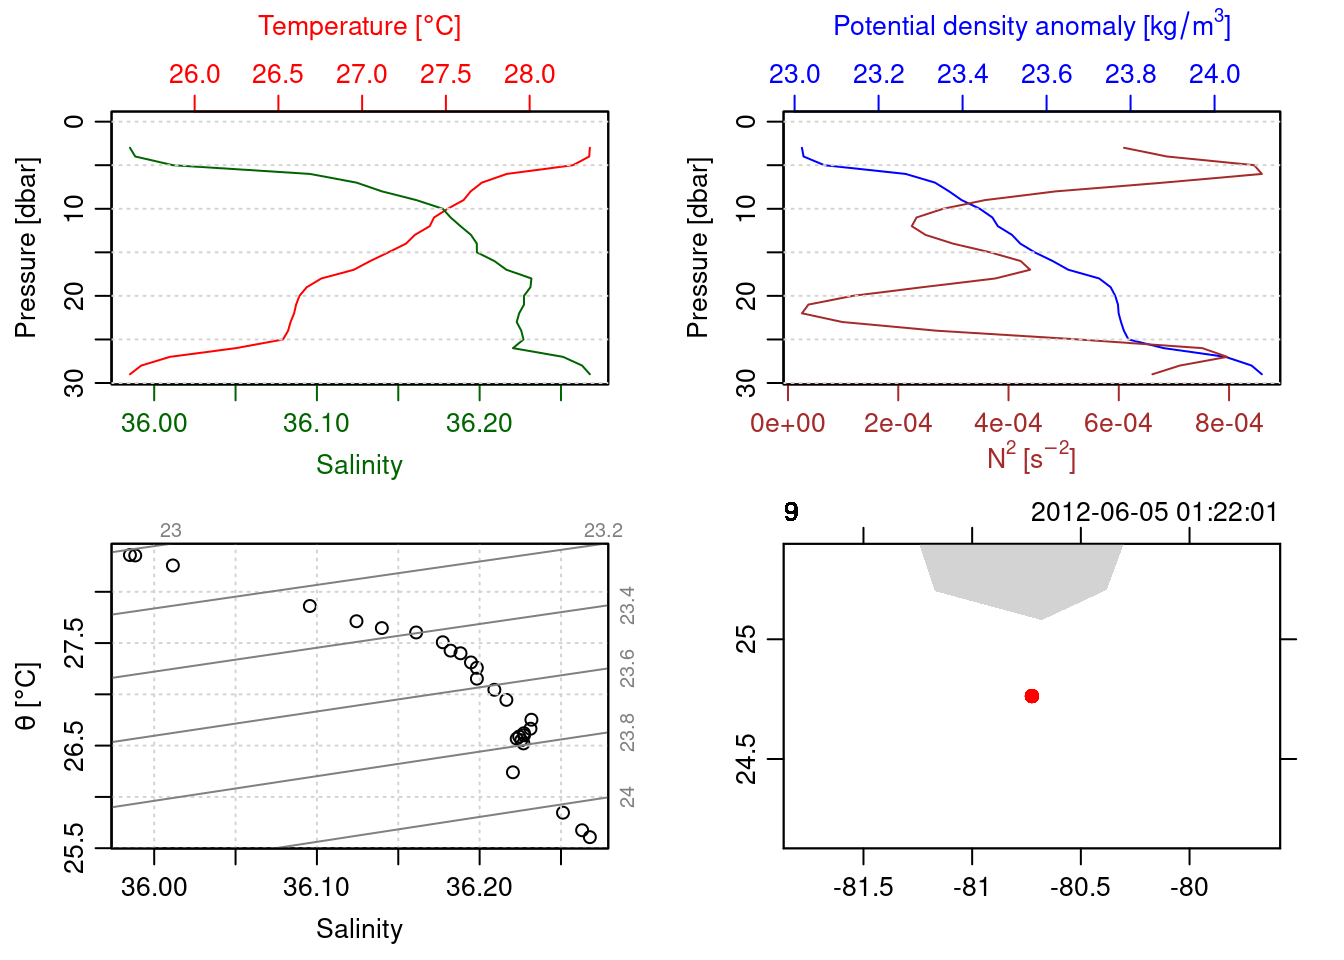 Temperature [°C]
26.0 26.5 27.0 27.5 28.0
0
10
20
30
Pressure [dbar]
36.00 36.10 36.20
Salinity
Potential density anomaly [kg/m³]
23.0 23.2 23.4 23.6 23.8 24.0
0
10
20
30
Pressure [dbar]
0e+00 2e-04 4e-04 6e-04 8e-04
N² [s⁻²]
23 23.2
23.4
23.6
23.8
24
27.5
26.5
25.5
θ [°C]
36.00 36.10 36.20
Salinity
2012-06-05 01:22:01
25
24.5
-81.5 -81 -80.5 -80